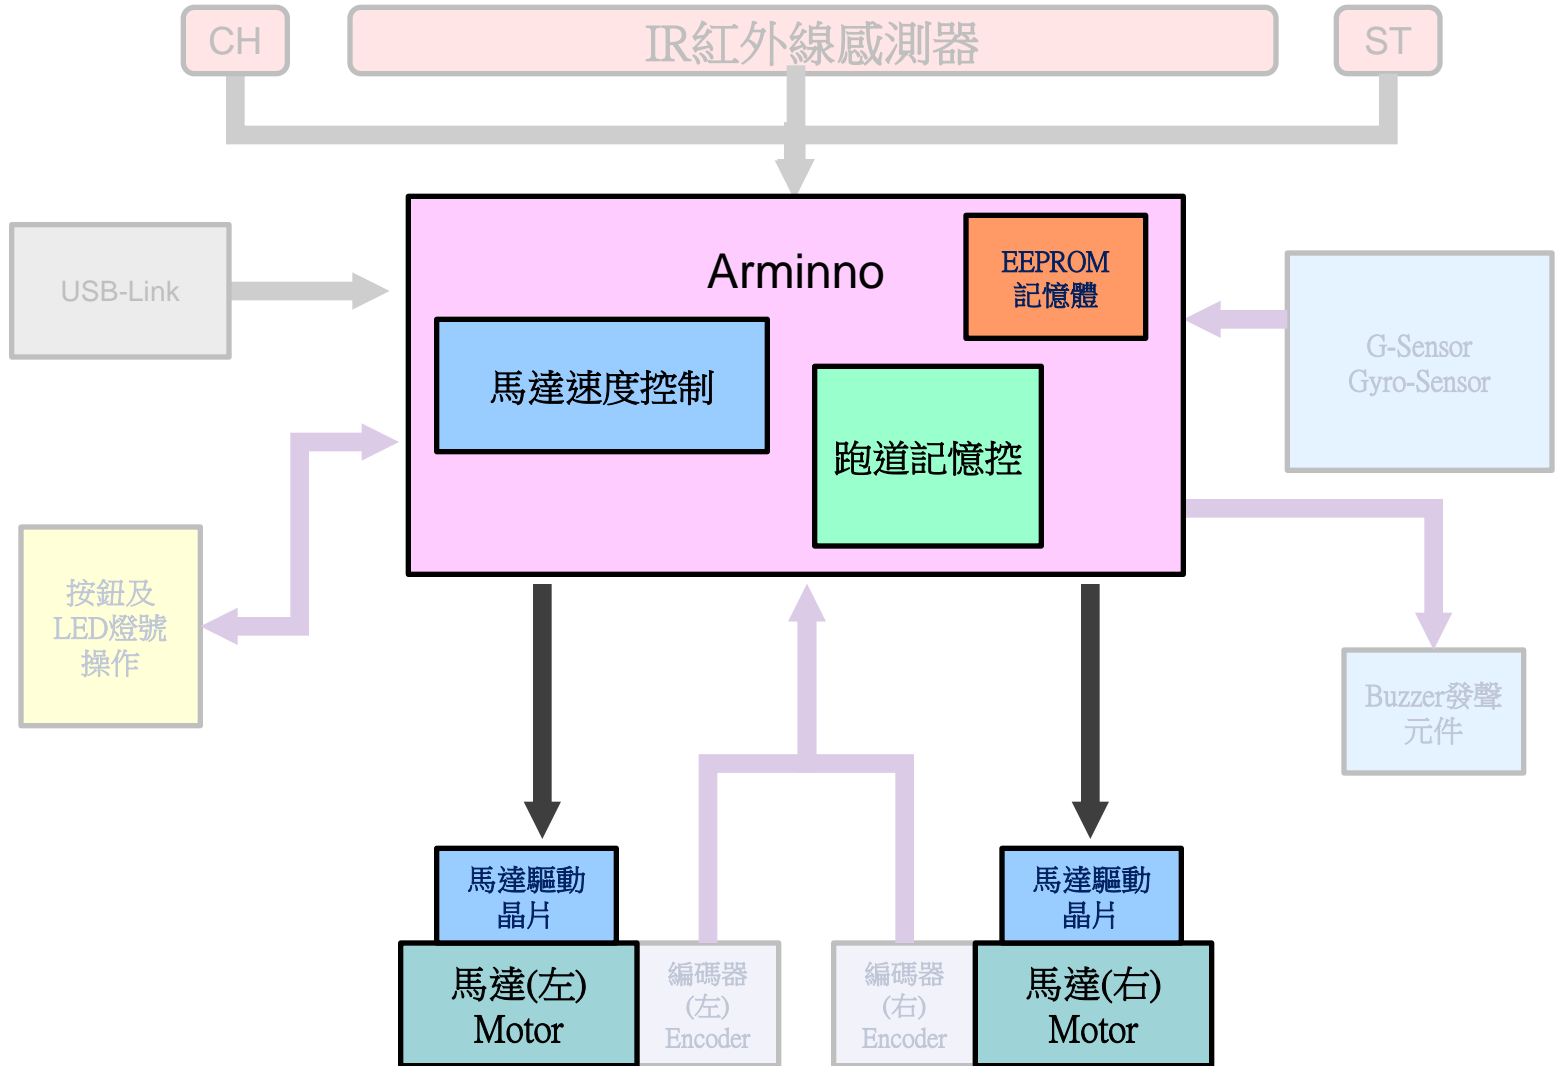 CH
IR紅外線感測器
ST
Arminno
EEPROM
記憶體
USB-Link
馬達速度控制
跑道記憶控
G-Sensor
Gyro-Sensor
按鈕及
LED燈號
操作
Buzzer發聲
元件
馬達驅動
晶片
馬達驅動
晶片
馬達(左)
Motor
編碼器
(左)
Encoder
編碼器
(右)
Encoder
馬達(右)
Motor